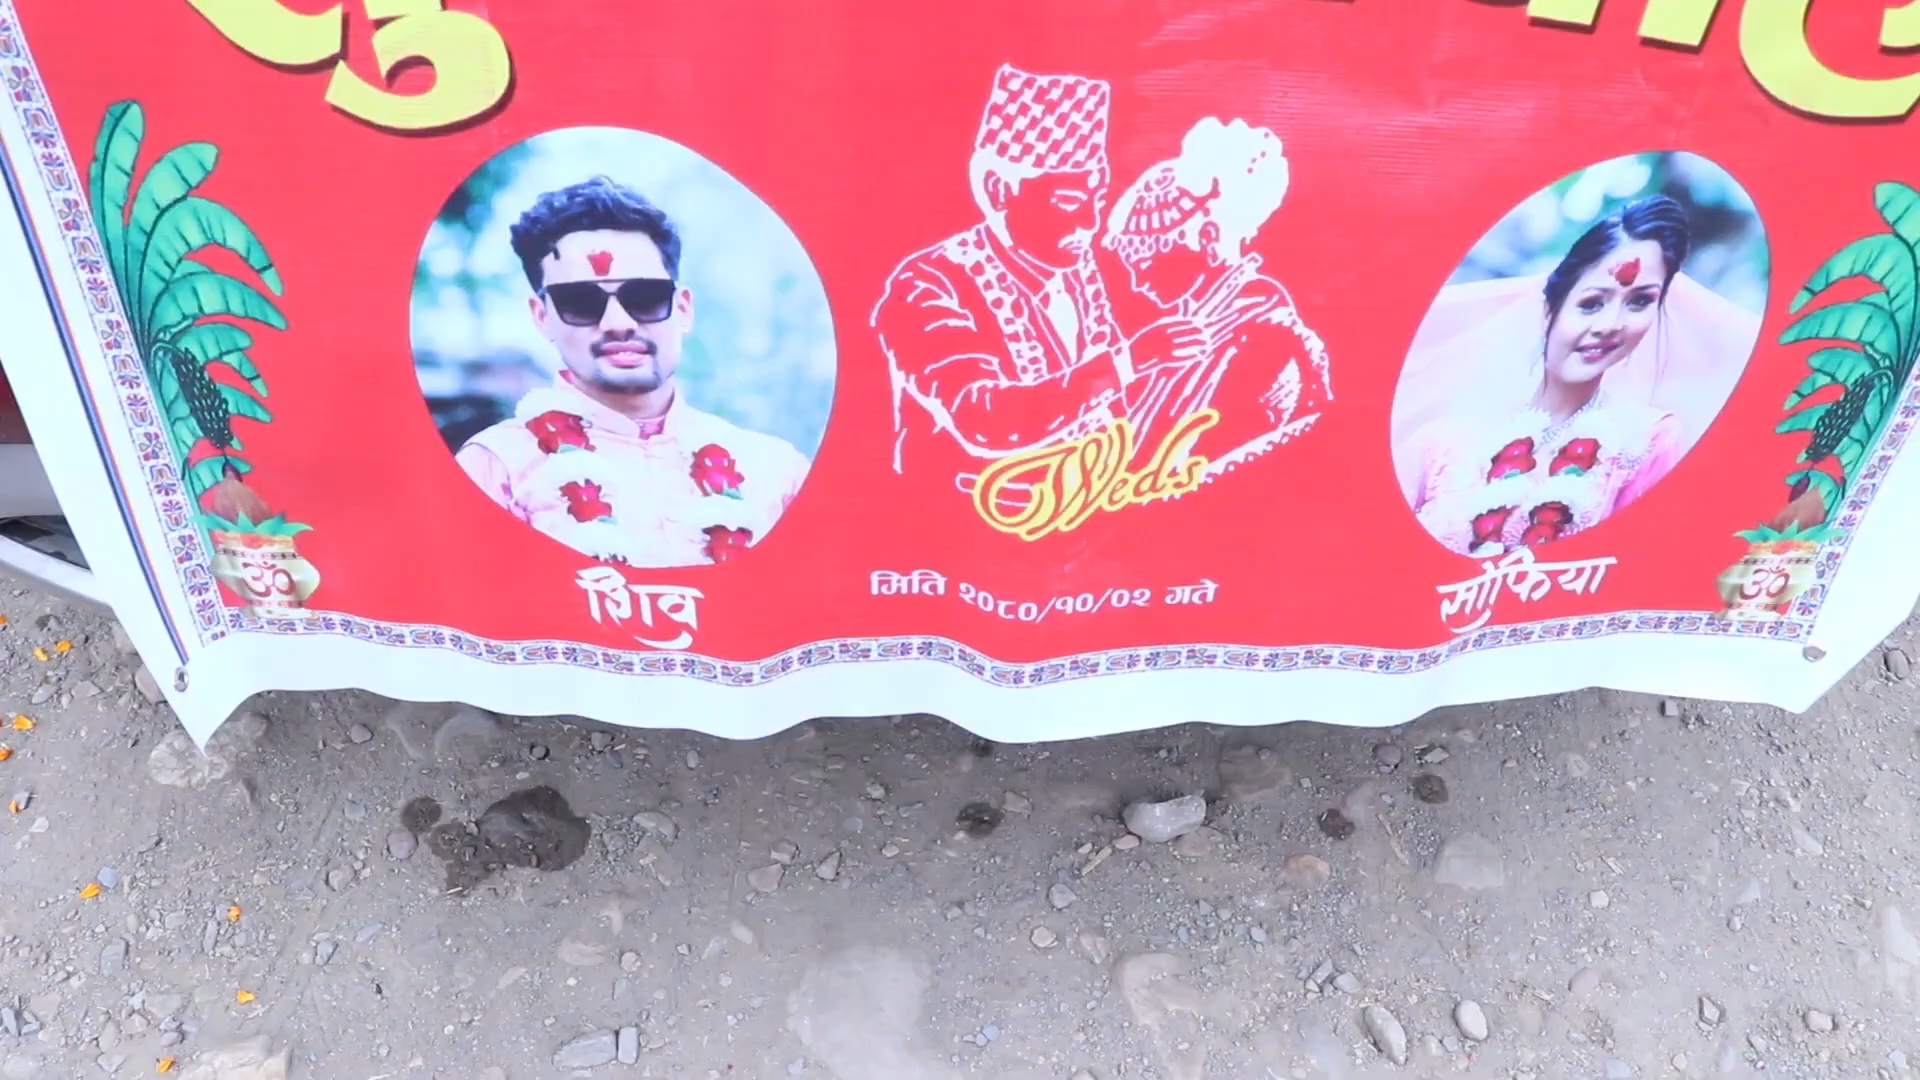 Weds
शिव
मिति २०८०/१०/०२ गते
सोफिया
ॐ
ॐ